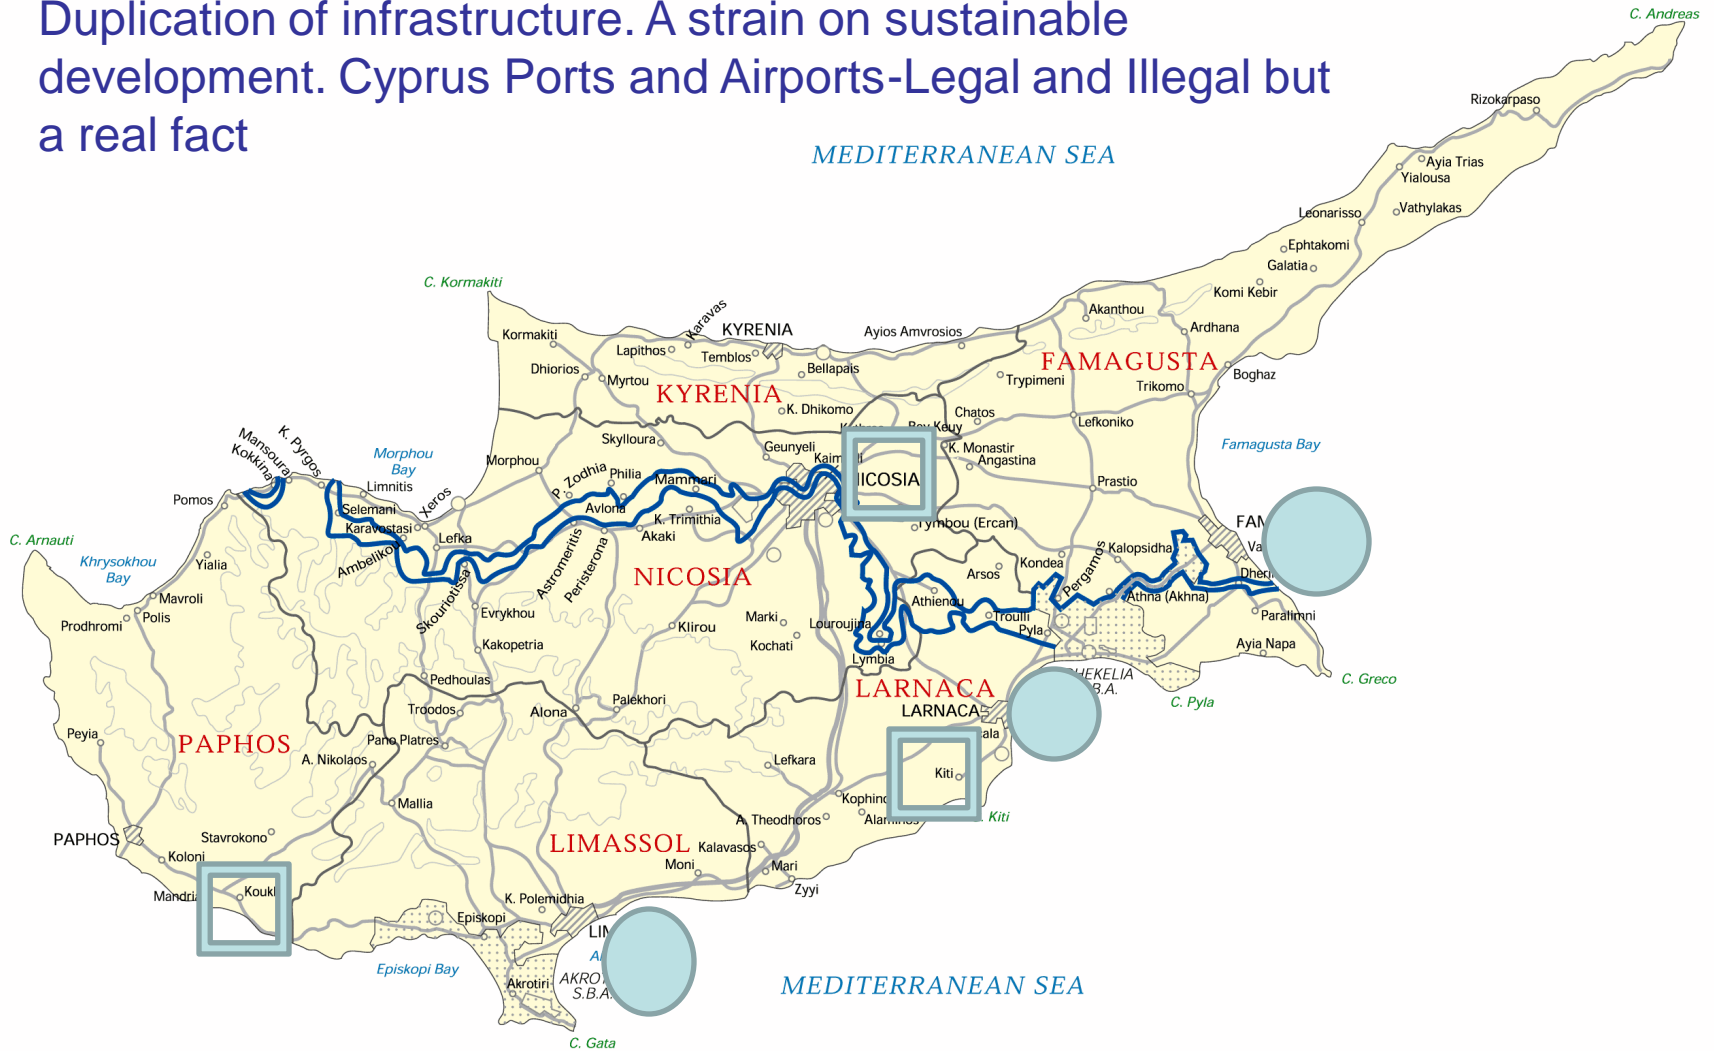 Duplication of infrastructure. A strain on sustainable
development. Cyprus Ports and Airports-Legal and Illegal but
a real fact
C. Andreas
Rizokarpaso
MEDITERRANEAN SEA
Ayia Trias
Yialousa
Vathylakas
Leonarisso
Ephtakomi
Galatia
Komi Kebir
C. Kormakiti
Karavas
KYRENIA
Ayios Amvrosios
Akanthou
Ardhana
Kormakiti
Lapithos
Temblos
Bellapais
FAMAGUSTA
Dhiorios
Myrtou
KYRENIA
Trypimeni
Trikomo
Boghaz
K. Dhikomo
Chatos
Lefkoniko
Keuy
Skylloura
Geunyeli
K. Monastir
Famagusta Bay
K. Pyrgos
Mansoura
Kokkina
Morphou
Bay
Morphou
Angastina
P. Zodhia
Philia
Mammari
NICOSIA
Prastio
Pomos
Limnitis
Xeros
Selemani
Avlona
K. Trimithia
Tymbou (Ercan)
Karavostasi
Akaki
C. Arnauti
Lefka
Ambelikou
Astromeritis
Peristerona
Kalopsidha
Khrysokhou
Bay
Yialia
Kondea
Pergamos
Arsos
NICOSIA
Skouriotissa
Athienou
Athna (Akhna)
Mavroli
Polis
Prodhromi
Evrykhou
Klirou
Marki
Louroujina
Troulli
Pyla
Paralimni
Kakopetria
Kochati
Ayia Napa
Lymbia
Pedhoulas
C. Greco
B.A.
C. Pyla
LARNACA
LARNACA
Palekhori
Troodos
Alona
Peyia
PAPHOS
Pano Platres
A. Nikolaos
Lefkara
Kiti
Mallia
A. Theodhoros
Kiti
PAPHOS
Stavrokono
LIMASSOL
Kalavasos
Koloni
Moni
Mari
Zyyi
K. Polemidhia
Episkopi
Episkopi Bay
S.B.A.
MEDITERRANEAN SEA
Akrotiri
C. Gata